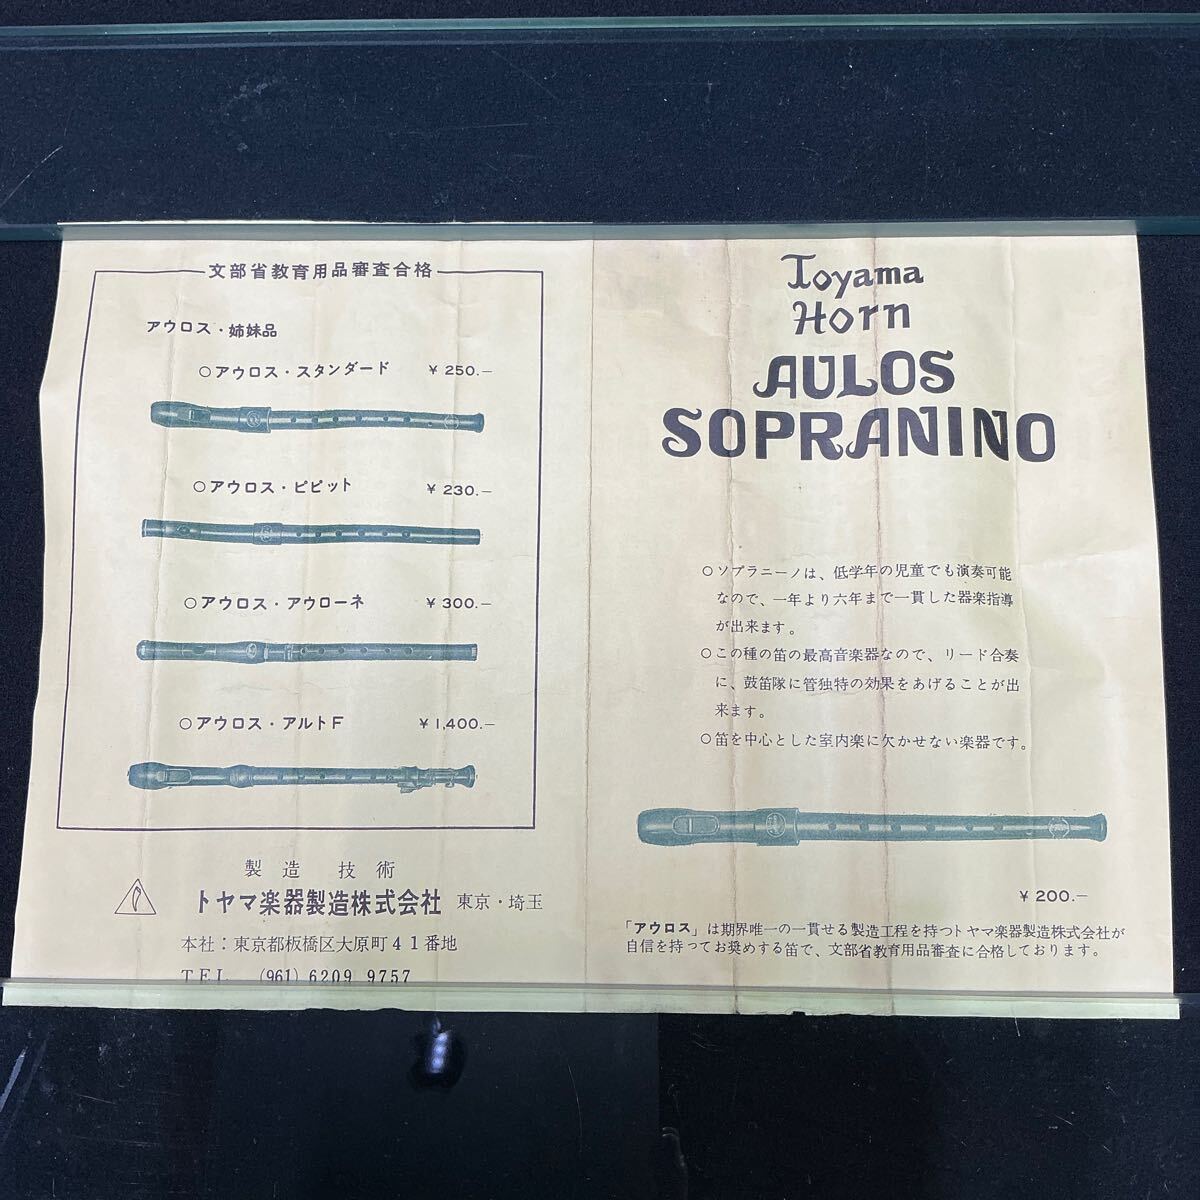 文部省教育用品審査合格
アウロス・姉妹品
○アウロス・スタンダード ¥250.—
○アウロス・ピピット ¥230.—
○アウロス・アウローネ ¥300.—
○アウロス・アルトF ¥1,400.—
製造技術
トヤマ楽器製造株式会社 東京・埼玉
本社：東京都板橋区大原町41番地
TEL (961) 6209 9757
Toyama
Horn
AULOS
SOPRANINO
○ソプラニーノは、低学年の児童でも演奏可能
なので、一年より六年まで一貫した器楽指導
が出来ます。
○この種の笛の最高音楽器なので、リード合奏
に、鼓笛隊に管独特の効果をあげることが出
来ます。
○笛を中心とした室内楽に欠かせない楽器です。
¥200.—
「アウロス」は期界唯一の一貫せる製造工程を持つトヤマ楽器製造株式会社が
自信を持ってお奨めする笛で、文部省教育用品審査に合格しております。